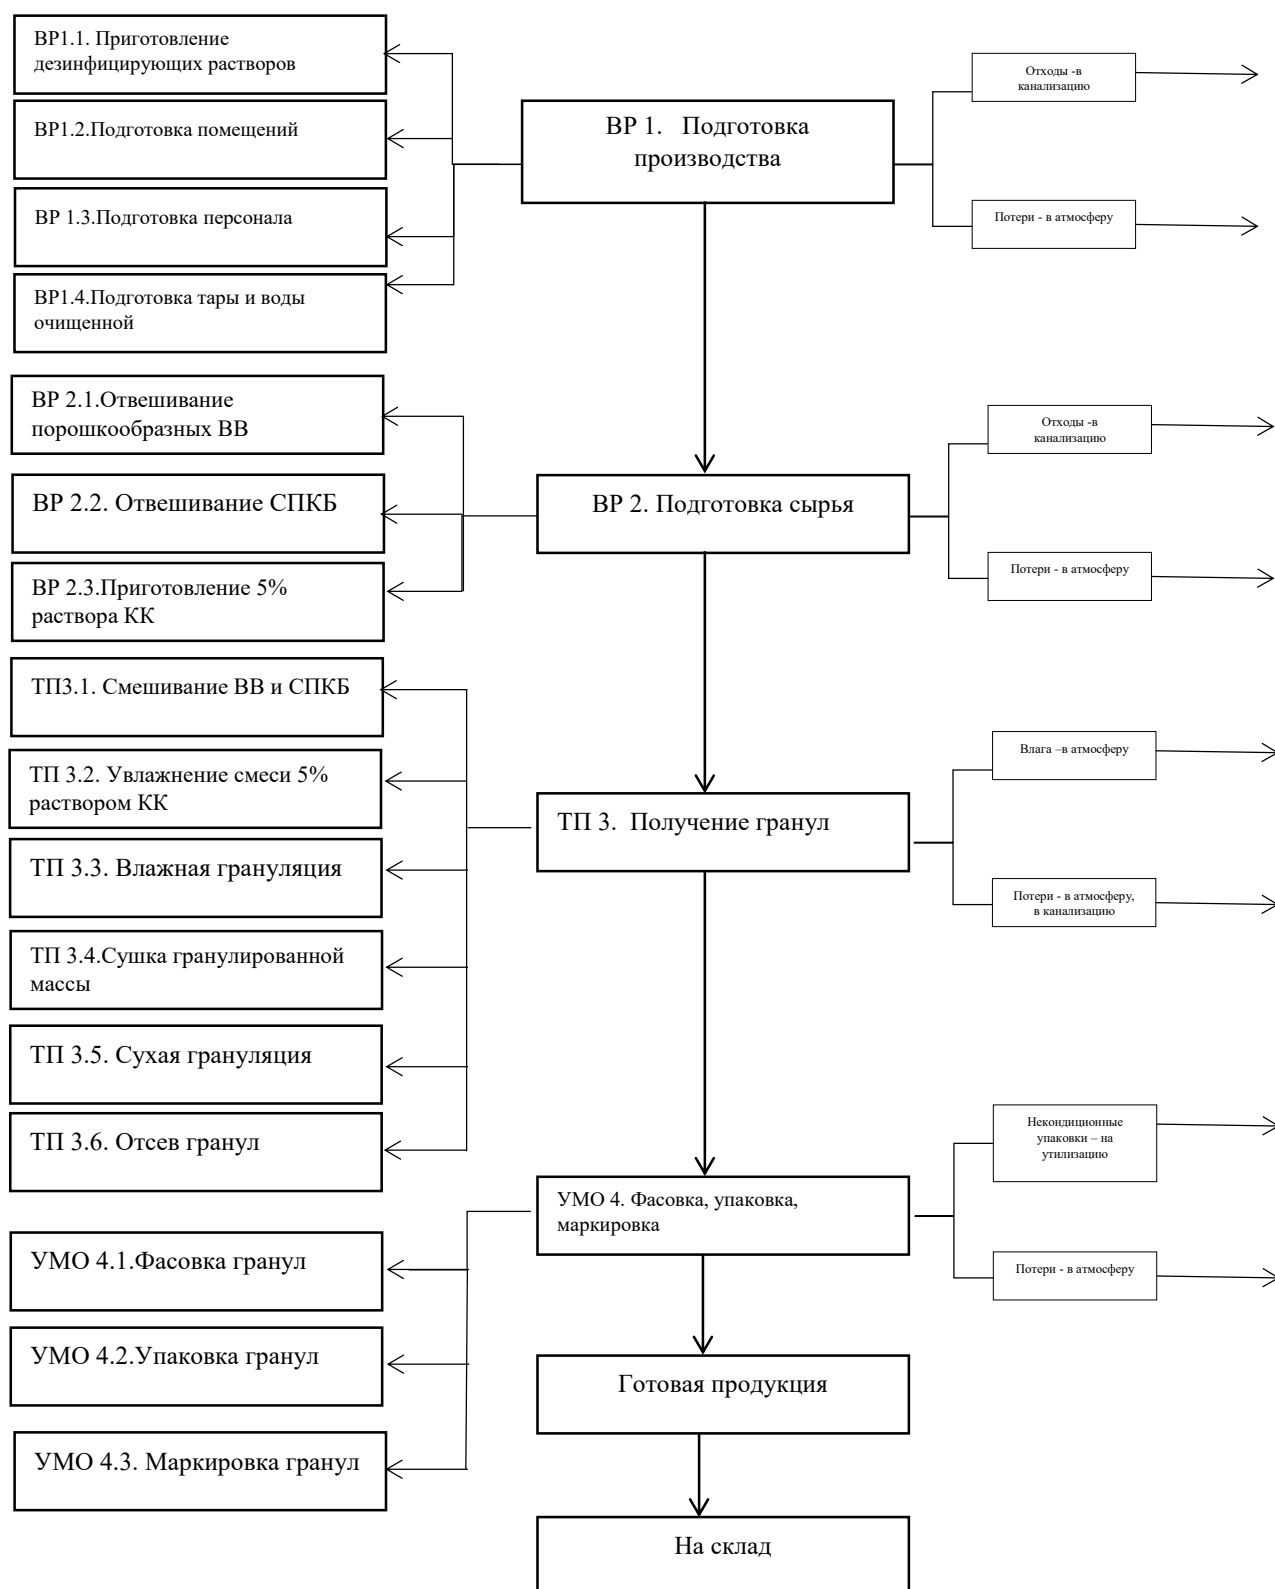 ВР1.1. Приготовление
дезинфицирующих растворов
ВР1.2.Подготовка помещений
ВР 1.3.Подготовка персонала
ВР1.4.Подготовка тары и воды
очищенной
ВР 1. Подготовка
производства
Отходы -в
канализацию
Потери - в атмосферу
ВР 2.1.Отвешивание
порошкообразных ВВ
ВР 2.2. Отвешивание СПКБ
ВР 2.3.Приготовление 5%
раствора КК
ВР 2. Подготовка сырья
Отходы -в
канализацию
Потери - в атмосферу
ТП3.1. Смешивание ВВ и СПКБ
ТП 3.2. Увлажнение смеси 5%
раствором КК
ТП 3.3. Влажная грануляция
ТП 3.4.Сушка гранулированной
массы
ТП 3.5. Сухая грануляция
ТП 3.6. Отсев гранул
ТП 3. Получение гранул
Влага –в атмосферу
Потери - в атмосферу,
в канализацию
УМО 4. Фасовка, упаковка,
маркировка
Некондиционные
упаковки – на
утилизацию
Потери - в атмосферу
УМО 4.1.Фасовка гранул
УМО 4.2.Упаковка гранул
УМО 4.3. Маркировка гранул
Готовая продукция
На склад